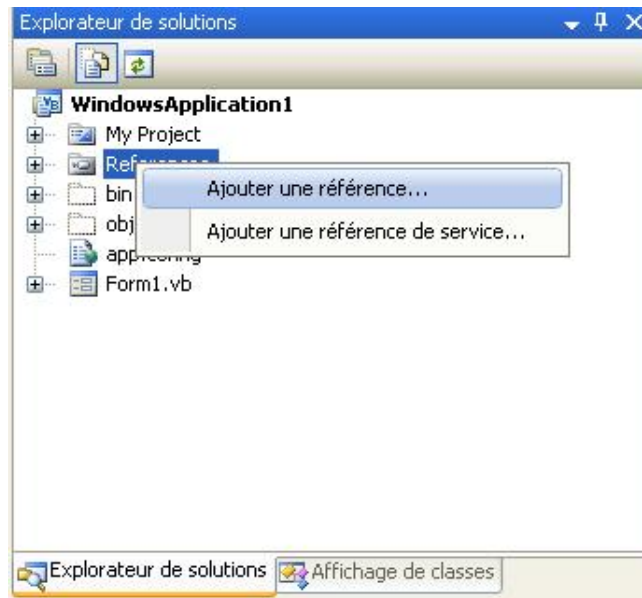 Explorateur de solutions
WindowsApplication1
My Project
Ajouter une référence...
bin
obj
Ajouter une référence de service...
Form1.vb
Explorateur de solutions Affichage de classes